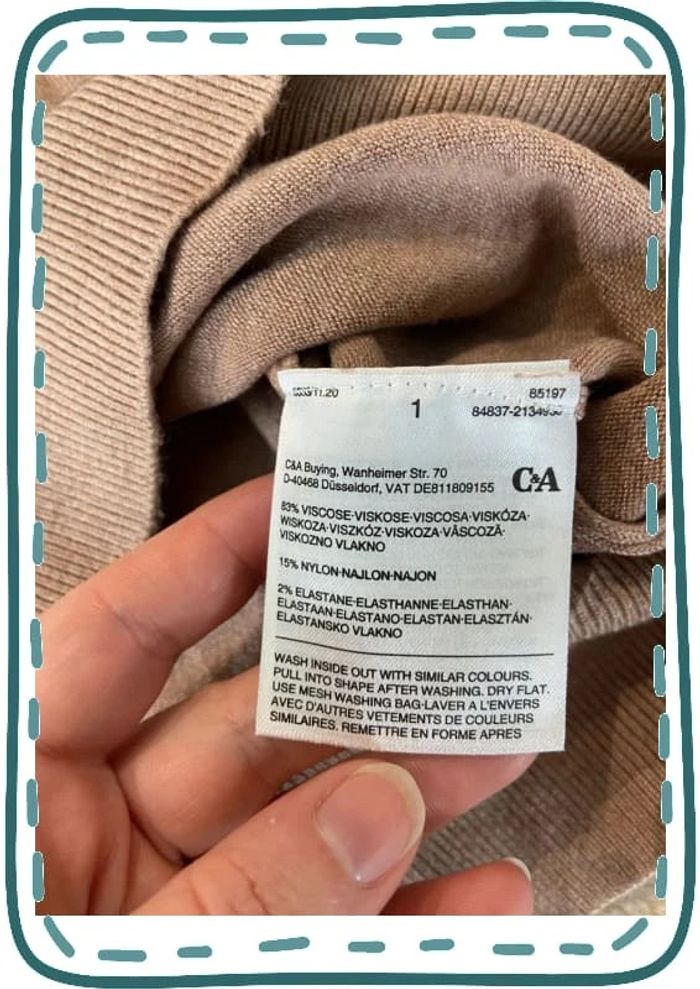 85197
1
C&A Buying, Wanheimer Str. 70
D-40468 Düsseldorf, VAT DE811809155
C&A
83% VISCOSE·VISKOSE·VISCOSA·VISKÓZA·
WISKOZA·VISZKÓZ·VISKOZA·VÂSCOZĂ·
VISKOZNO VLAKNO
15% NYLON·NAJLON·NAJON
2% ELASTANE·ELASTHANNE·ELASTHAN·
ELASTAAN·ELASTANO·ELASTAN·ELASZTÁN·
ELASTANSKO VLAKNO
WASH INSIDE OUT WITH SIMILAR COLOURS.
PULL INTO SHAPE AFTER WASHING. DRY FLAT.
USE MESH WASHING BAG·LAVER A L'ENVERS
AVEC D'AUTRES VETEMENTS DE COULEURS
SIMILAIRES. REMETTRE EN FORME APRES